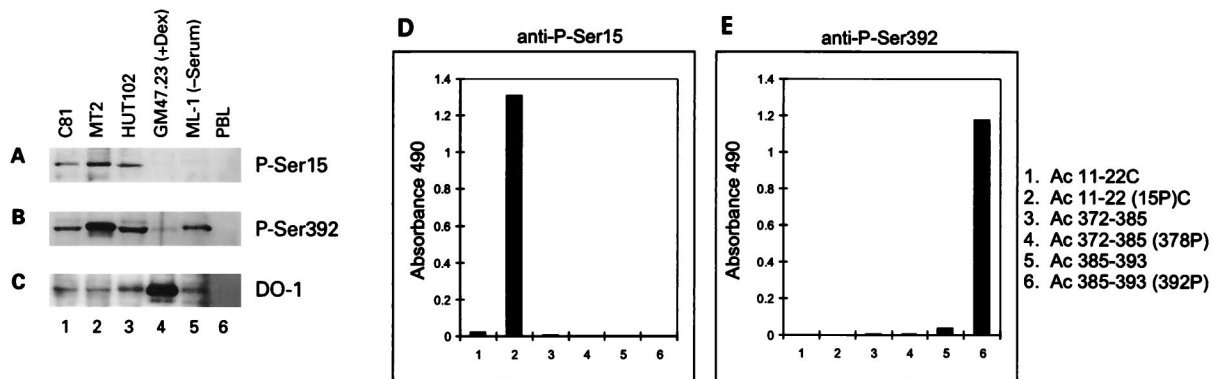 C81
MT2
HUT102
GM47.23 (+Dex)
ML-1 (–Serum)
PBL
A
P-Ser15
B
P-Ser392
C
DO-1
1 2 3 4 5 6
D
anti-P-Ser15
Absorbance 490
1.4
1.2
1
0.8
0.6
0.4
0.2
0
1 2 3 4 5 6
E
anti-P-Ser392
Absorbance 490
1.4
1.2
1
0.8
0.6
0.4
0.2
0
1 2 3 4 5 6
1. Ac 11-22C
2. Ac 11-22 (15P)C
3. Ac 372-385
4. Ac 372-385 (378P)
5. Ac 385-393
6. Ac 385-393 (392P)